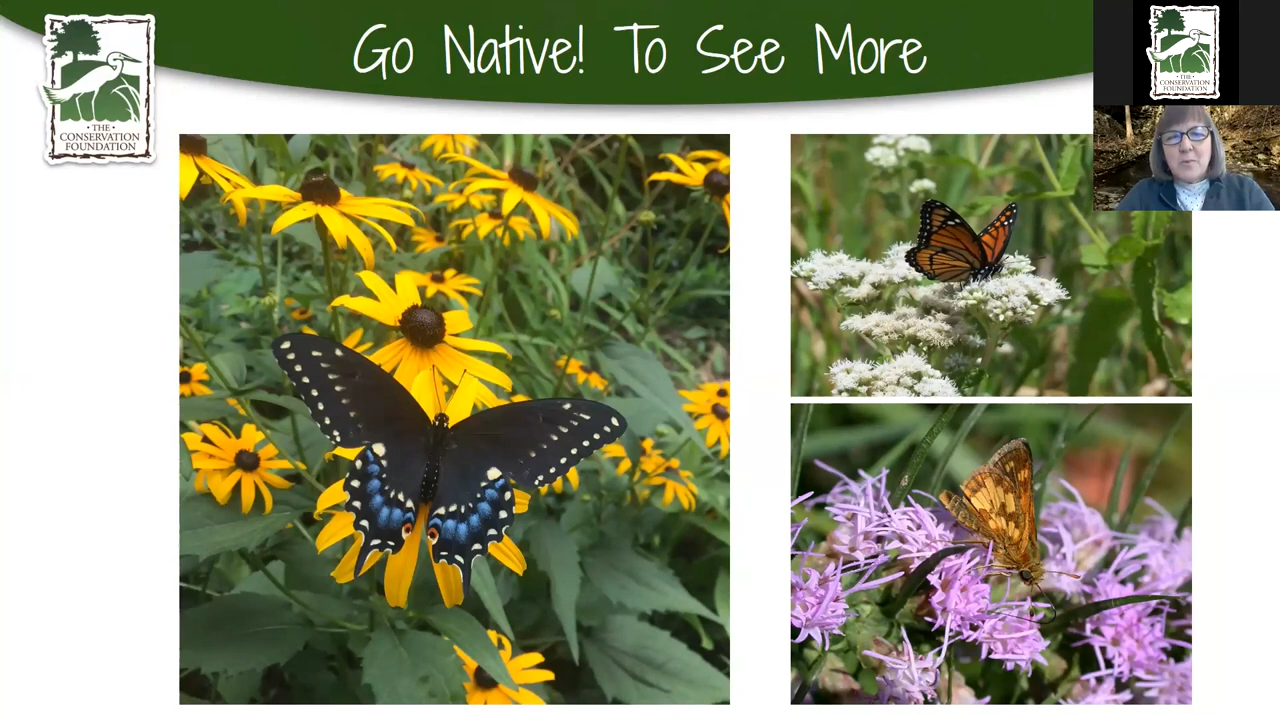 Go Native! To See More
• THE •
CONSERVATION
FOUNDATION
• THE •
CONSERVATION
FOUNDATION